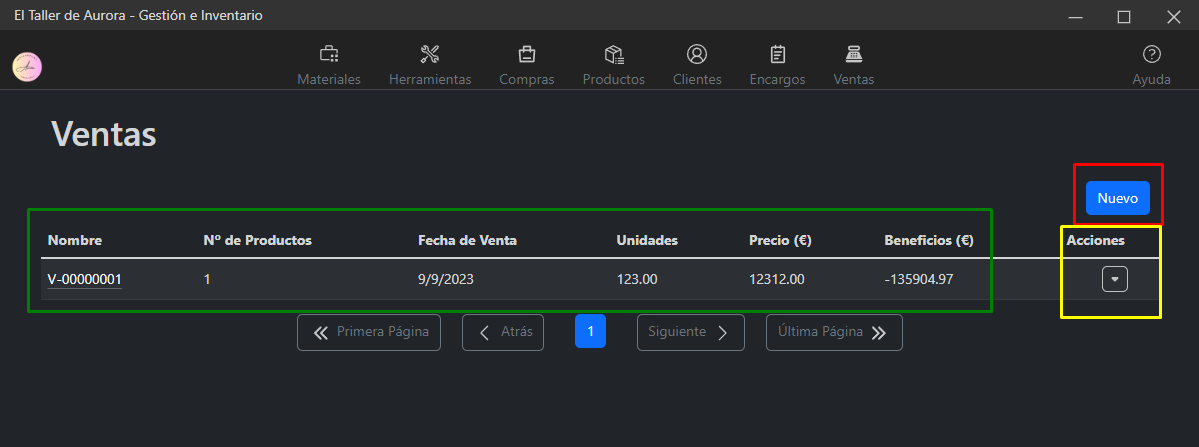 El Taller de Aurora - Gestión e Inventario
Materiales Herramientas Compras Productos Clientes Encargos Ventas Ayuda
Ventas
Nuevo
Nombre Nº de Productos Fecha de Venta Unidades Precio (€) Beneficios (€) Acciones
V-00000001 1 9/9/2023 123.00 12312.00 -135904.97
Primera Página Atrás 1 Siguiente Última Página